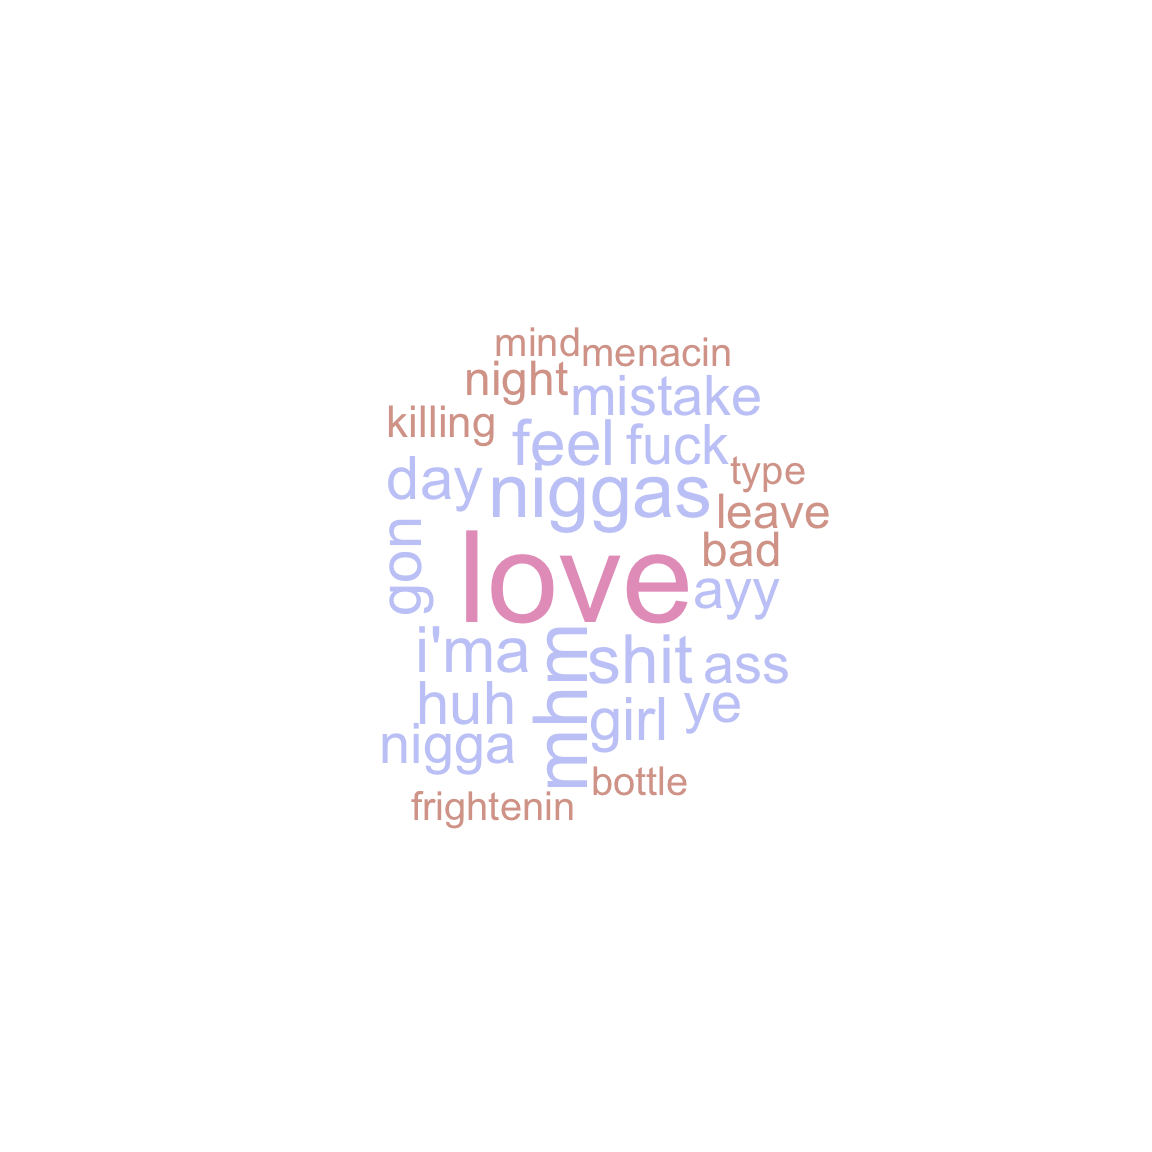 mind
menacin
night
mistake
killing
feel
fuck
day
niggas
type
leave
gon
love
bad
ayy
i'ma
mhm
shit
ass
huh
girl
ye
nigga
bottle
frightenin